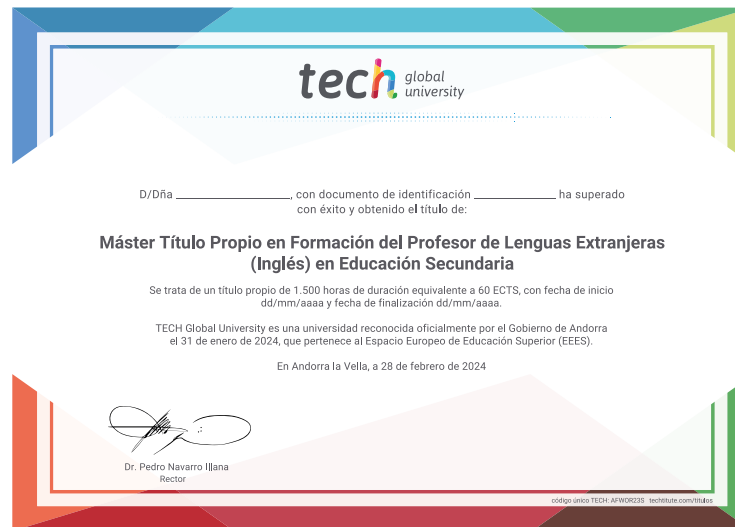 tech global
university
D/Dña ____________________, con documento de identificación ______________ ha superado
con éxito y obtenido el título de:
Máster Título Propio en Formación del Profesor de Lenguas Extranjeras
(Inglés) en Educación Secundaria
Se trata de un título propio de 1.500 horas de duración equivalente a 60 ECTS, con fecha de inicio
dd/mm/aaaa y fecha de finalización dd/mm/aaaa.
TECH Global University es una universidad reconocida oficialmente por el Gobierno de Andorra
el 31 de enero de 2024, que pertenece al Espacio Europeo de Educación Superior (EEES).
En Andorra la Vella, a 28 de febrero de 2024
Dr. Pedro Navarro Illana
Rector
código único TECH: AFWOR23S techtitute.com/titulos